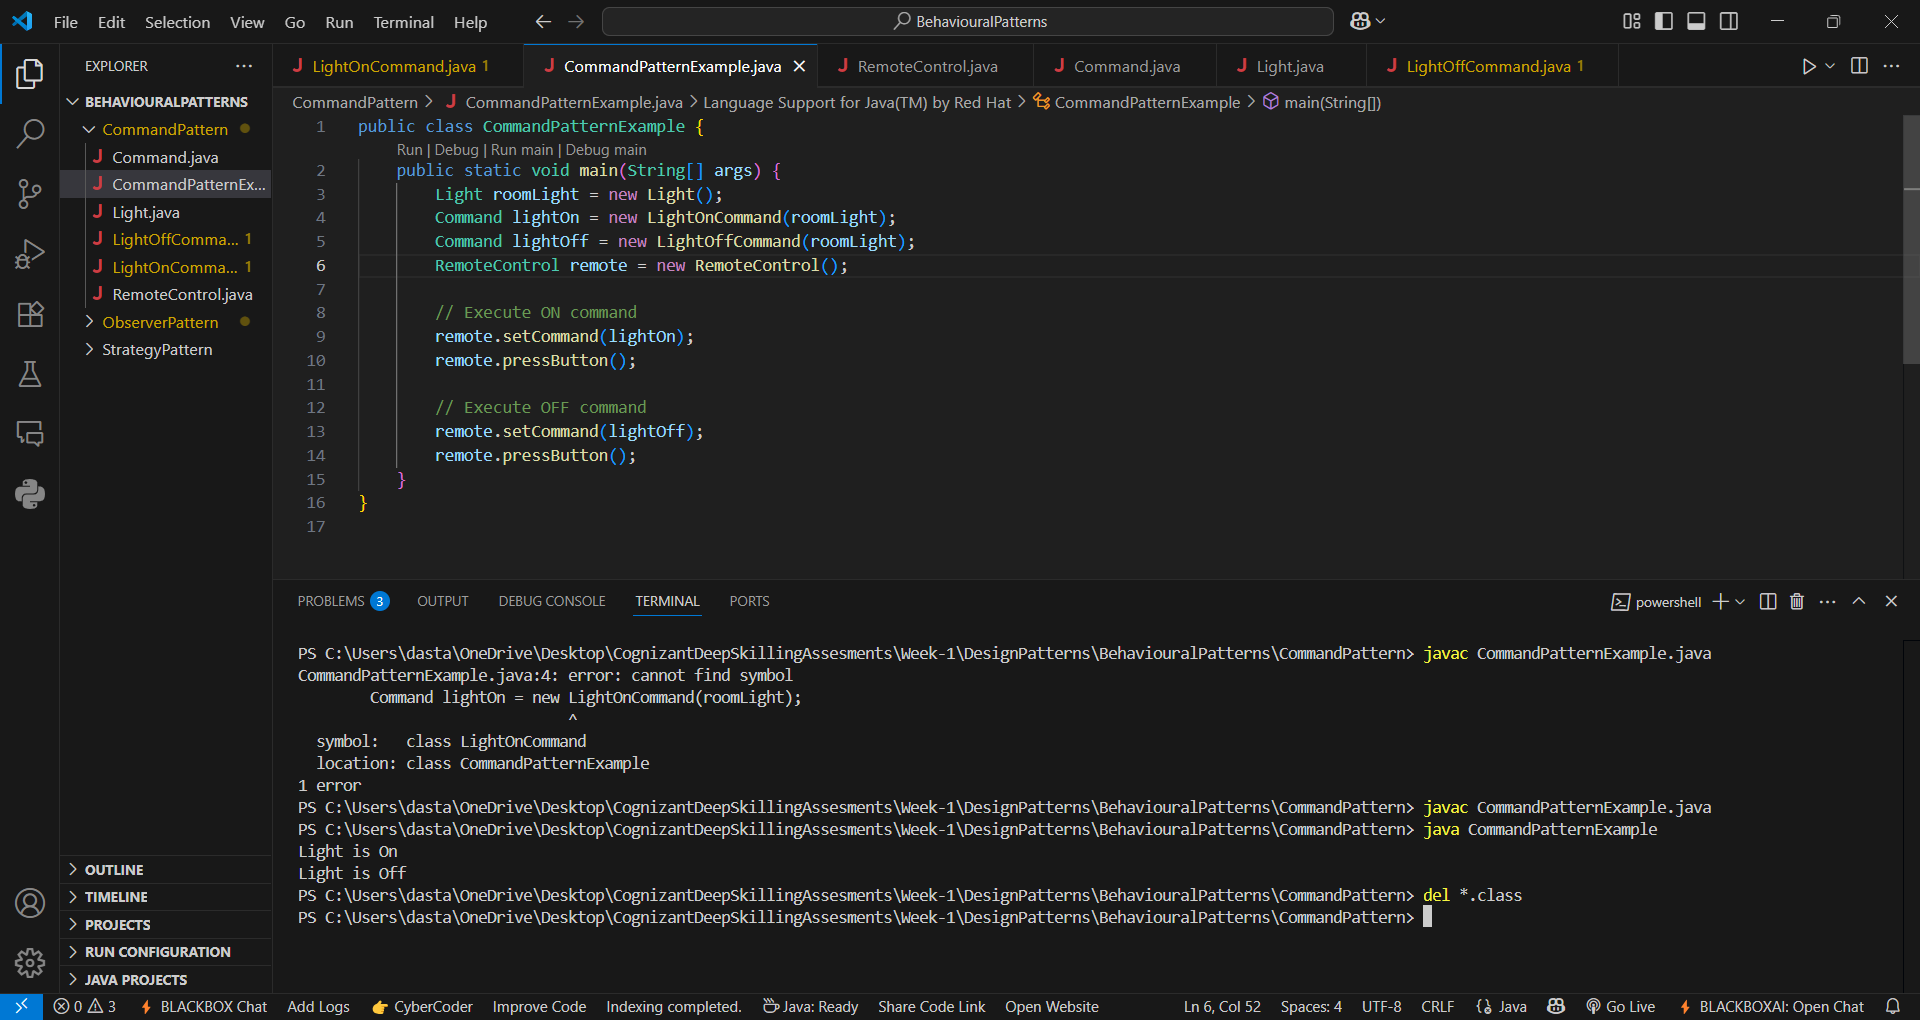 File Edit Selection View Go Run Terminal Help
BehaviouralPatterns
EXPLORER
BEHAVIOURALPATTERNS
CommandPattern
Command.java
CommandPatternEx...
Light.java
LightOffComma... 1
LightOnComma... 1
RemoteControl.java
ObserverPattern
StrategyPattern
OUTLINE
TIMELINE
PROJECTS
RUN CONFIGURATION
JAVA PROJECTS
LightOnCommand.java 1
CommandPatternExample.java
RemoteControl.java
Command.java
Light.java
LightOffCommand.java 1
CommandPattern > CommandPatternExample.java > Language Support for Java(TM) by Red Hat > CommandPatternExample > main(String[])
1 public class CommandPatternExample {
Run | Debug | Run main | Debug main
2 public static void main(String[] args) {
3 Light roomLight = new Light();
4 Command lightOn = new LightOnCommand(roomLight);
5 Command lightOff = new LightOffCommand(roomLight);
6 RemoteControl remote = new RemoteControl();
7
8 // Execute ON command
9 remote.setCommand(lightOn);
10 remote.pressButton();
11
12 // Execute OFF command
13 remote.setCommand(lightOff);
14 remote.pressButton();
15 }
16 }
17
PROBLEMS 3 OUTPUT DEBUG CONSOLE TERMINAL PORTS
powershell
PS C:\Users\dasta\OneDrive\Desktop\CognizantDeepSkillingAssesments\Week-1\DesignPatterns\BehaviouralPatterns\CommandPattern> javac CommandPatternExample.java
CommandPatternExample.java:4: error: cannot find symbol
Command lightOn = new LightOnCommand(roomLight);
^
symbol: class LightOnCommand
location: class CommandPatternExample
1 error
PS C:\Users\dasta\OneDrive\Desktop\CognizantDeepSkillingAssesments\Week-1\DesignPatterns\BehaviouralPatterns\CommandPattern> javac CommandPatternExample.java
PS C:\Users\dasta\OneDrive\Desktop\CognizantDeepSkillingAssesments\Week-1\DesignPatterns\BehaviouralPatterns\CommandPattern> java CommandPatternExample
Light is On
Light is Off
PS C:\Users\dasta\OneDrive\Desktop\CognizantDeepSkillingAssesments\Week-1\DesignPatterns\BehaviouralPatterns\CommandPattern> del *.class
PS C:\Users\dasta\OneDrive\Desktop\CognizantDeepSkillingAssesments\Week-1\DesignPatterns\BehaviouralPatterns\CommandPattern>
0 3 BLACKBOX Chat Add Logs CyberCoder Improve Code Indexing completed. Java: Ready Share Code Link Open Website Ln 6, Col 52 Spaces: 4 UTF-8 CRLF Java Go Live BLACKBOXAI: Open Chat